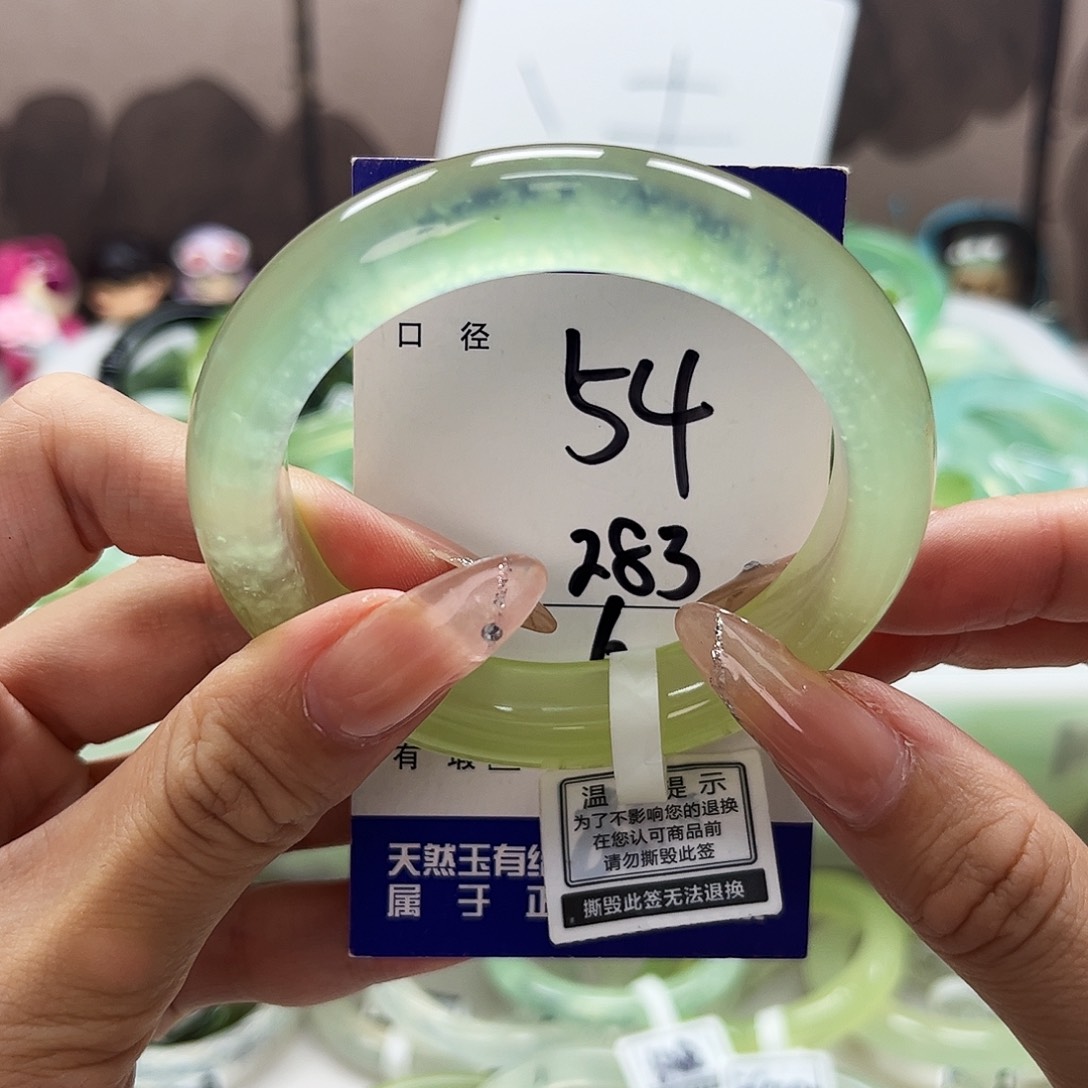 口 径
54
283
有
温 提 示
为了不影响您的退换
在您认可商品前
请勿撕毁此签
撕毁此签无法退换
天然玉有
属 于 正